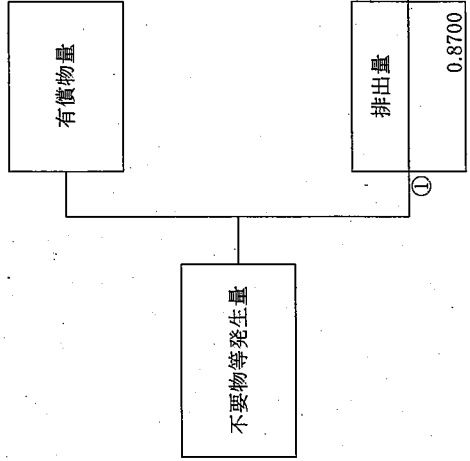 有償物量
不要物等発生量
排出量
①
0.8700